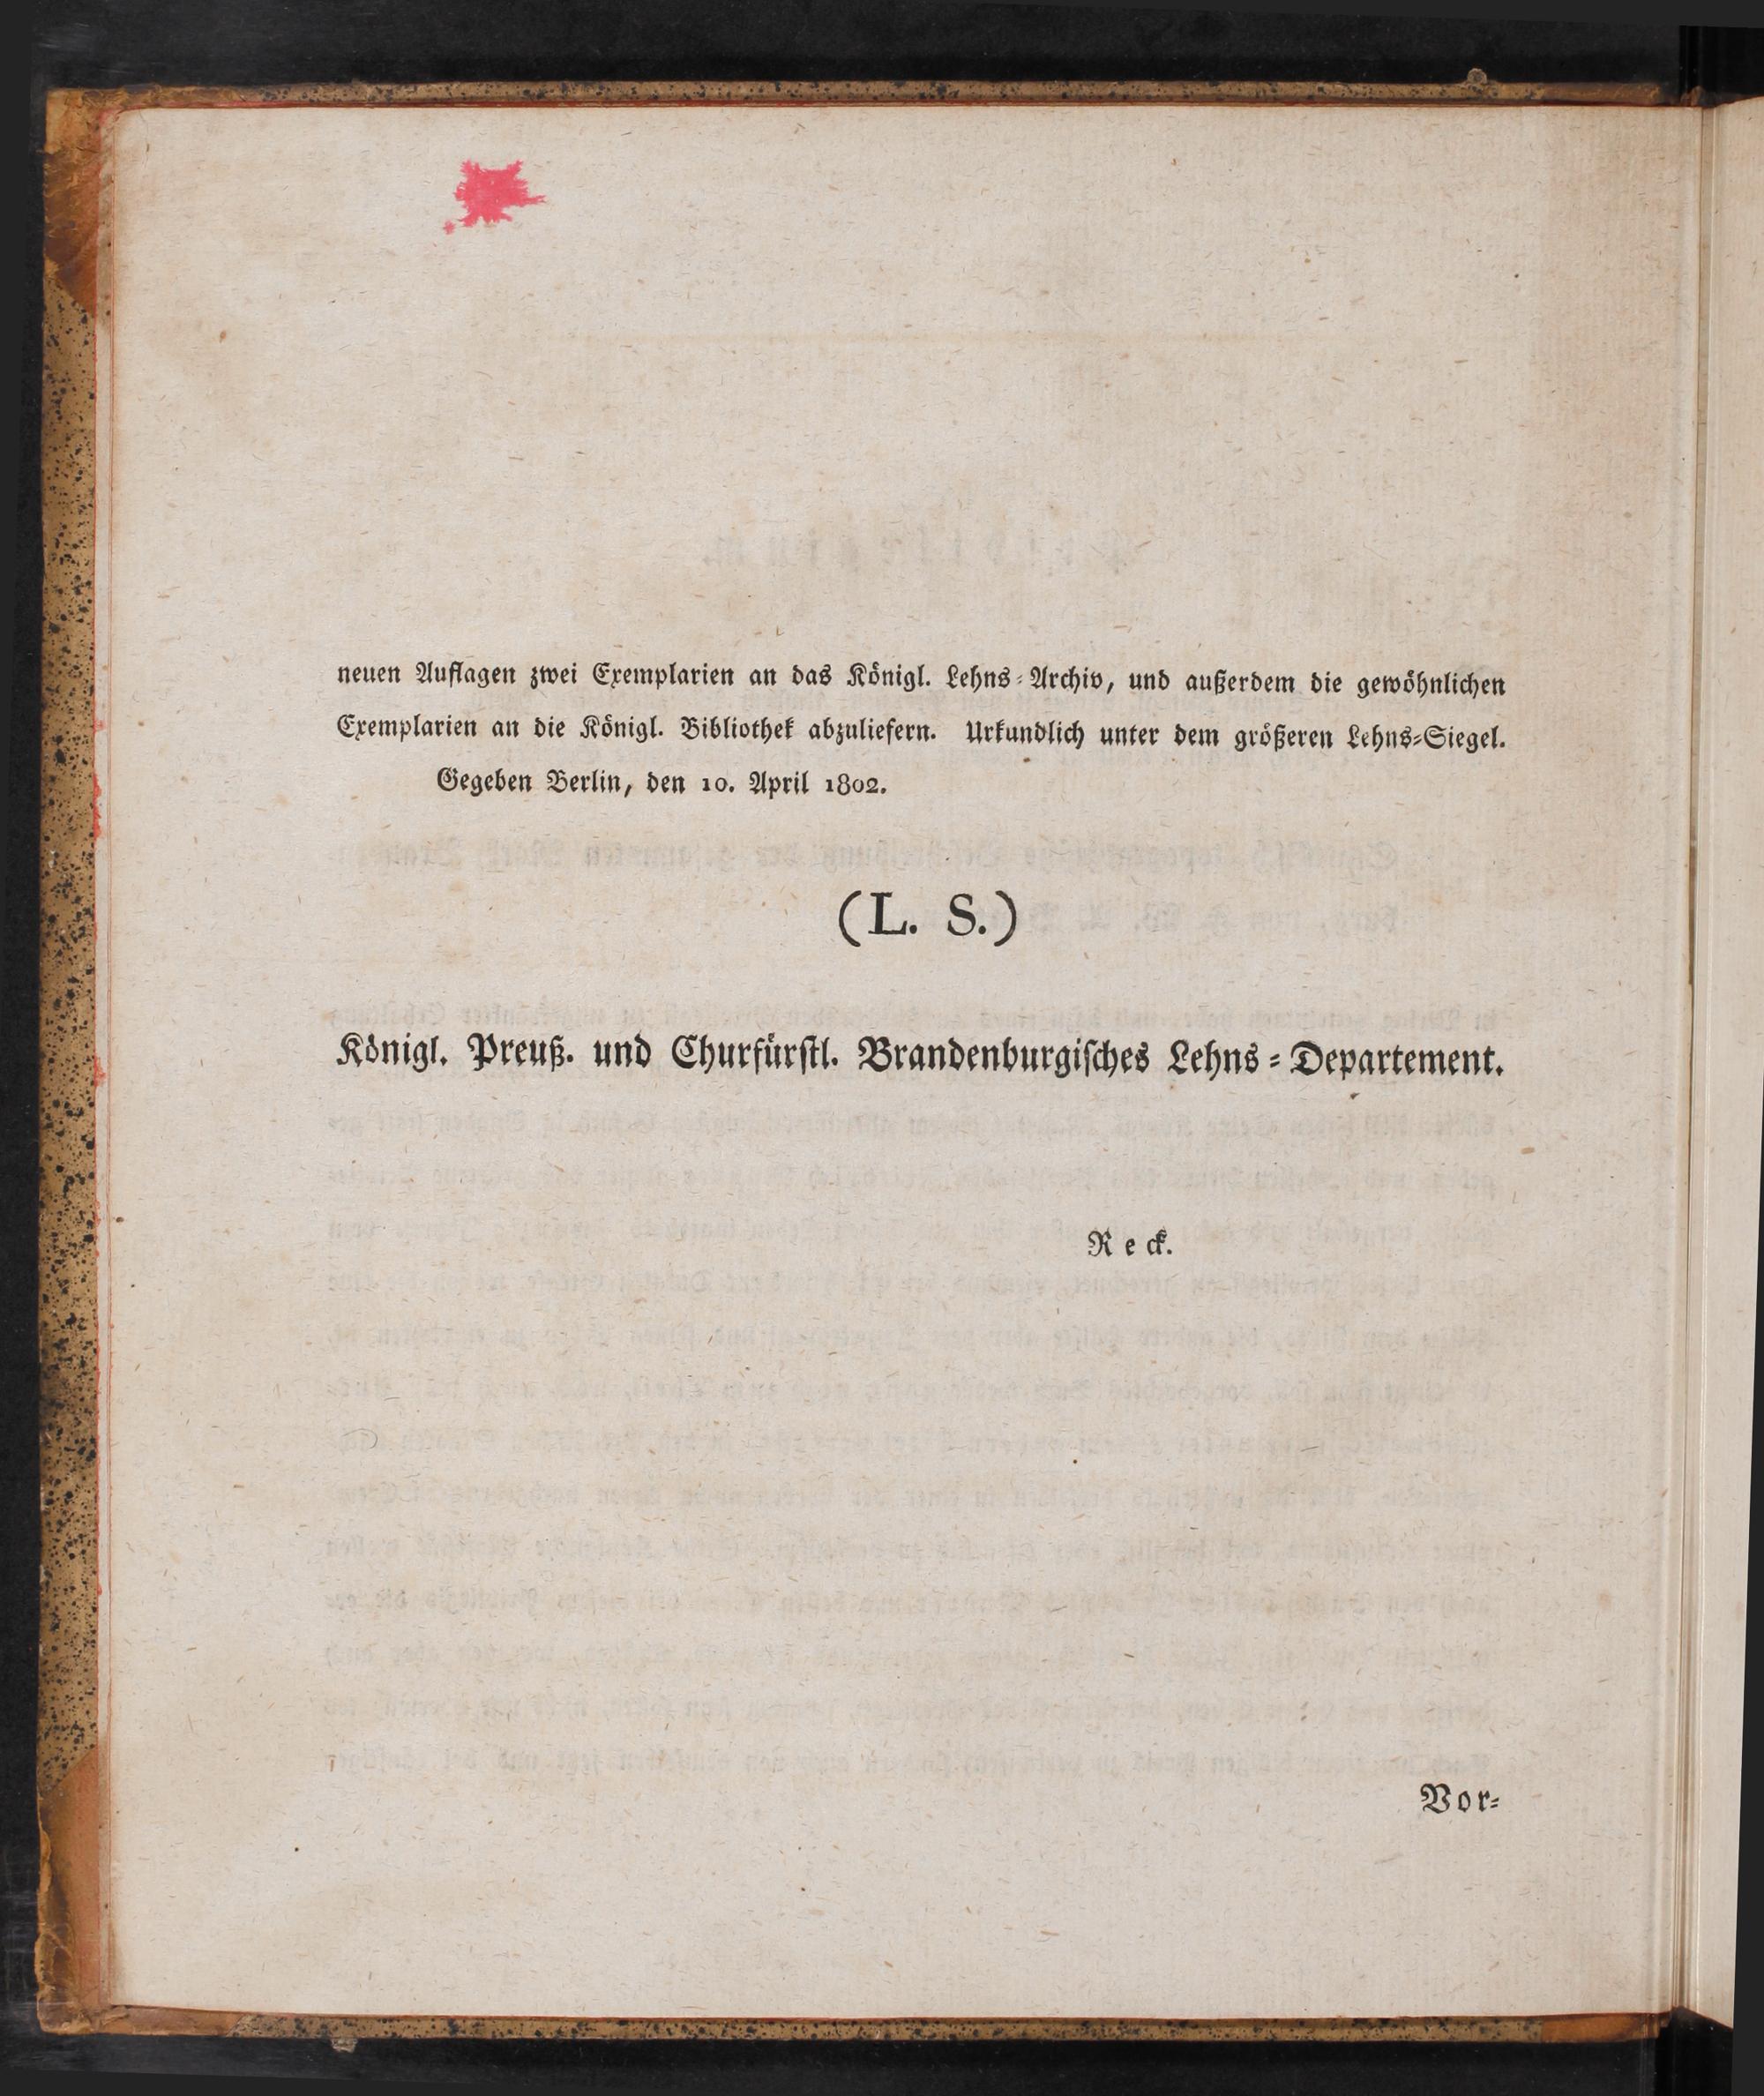 neuen Auflagen zwei Exemplarien an das Königl. Lehns-Archiv, und außerdem die gewöhnlichen
Exemplarien an die Königl. Bibliothek abzuliefern. Urkundlich unter dem größeren Lehns-Siegel.
Gegeben Berlin, den 10. April 1802.
(L. S.)
Königl. Preuß. und Churfürstl. Brandenburgisches Lehns-Departement.
Reck.
Vor-